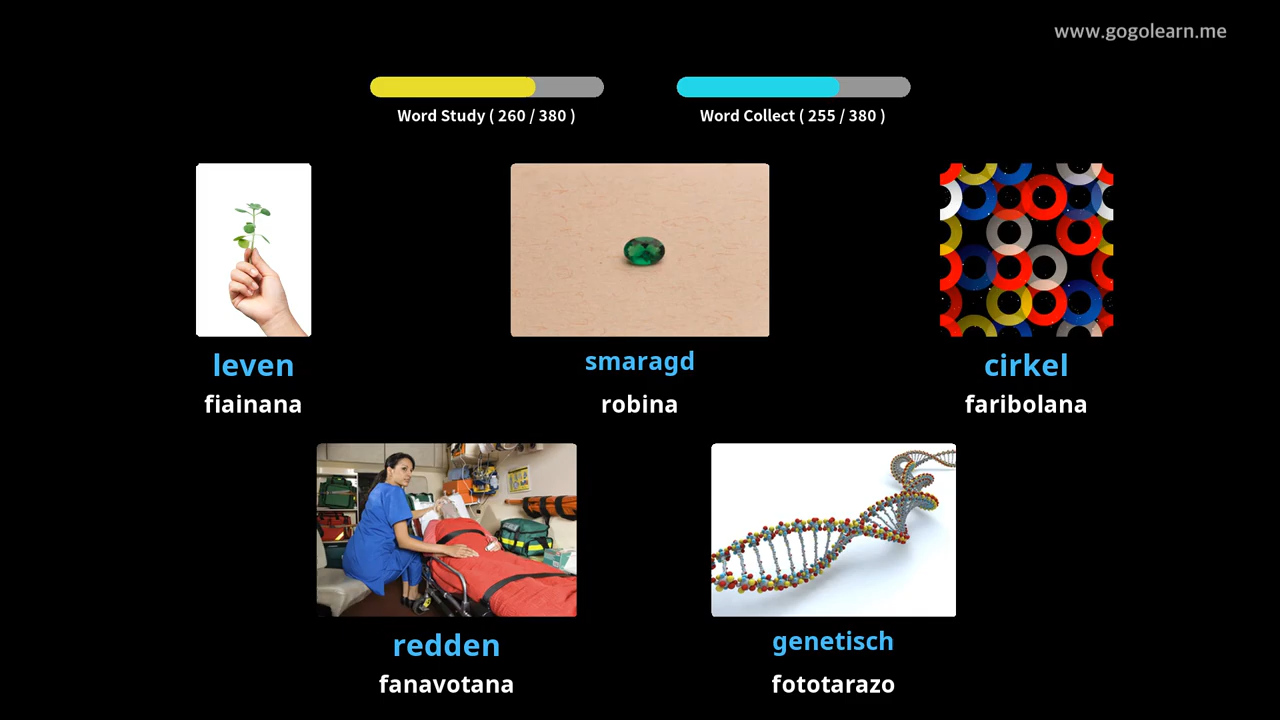 www.gogolearn.me
Word Study ( 260 / 380 )
Word Collect ( 255 / 380 )
leven
fiainana
smaragd
robina
cirkel
faribolana
redden
fanavotana
genetisch
fototarazo